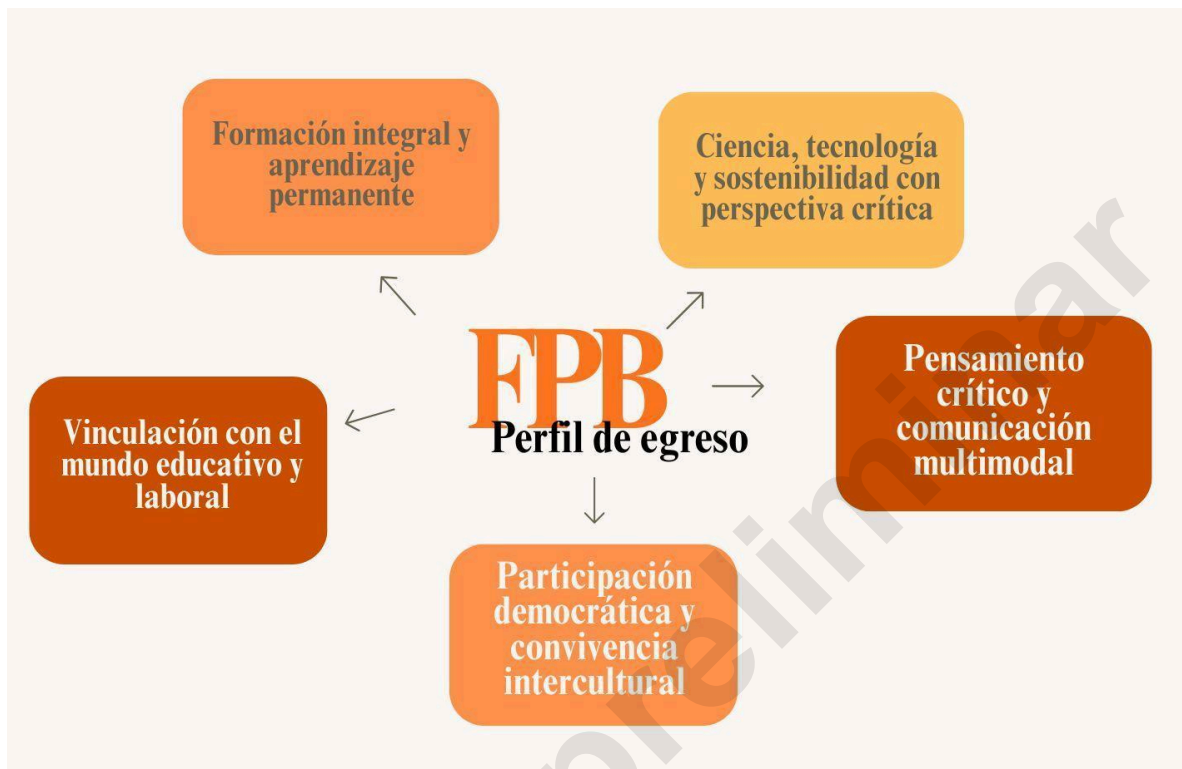 Formación integral y
aprendizaje
permanente
Ciencia, tecnología
y sostenibilidad con
perspectiva crítica
FPB
Perfil de egreso
Pensamiento
crítico y
comunicación
multimodal
Vinculación con el
mundo educativo y
laboral
Participación
democrática y
convivencia
intercultural
preliminar